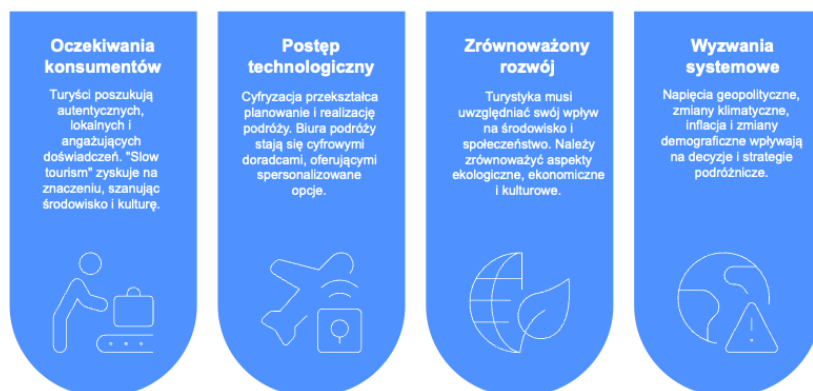 Oczekiwania
konsumentów
Turyści poszukują
autentycznych,
lokalnych i
angażujących
doświadczeń. "Slow
tourism" zyskuje na
znaczeniu, szanując
środowisko i kulturę.
Postęp
technologiczny
Cyfryzacja przekształca
planowanie i realizację
podróży. Biura podróży
stają się cyfrowymi
doradcami, oferującymi
spersonalizowane
opcje.
Zrównoważony
rozwój
Turystyka musi
uwzględniać swój wpływ
na środowisko i
społeczeństwo. Należy
zrównoważyć aspekty
ekologiczne, ekonomiczne
i kulturowe.
Wyzwania
systemowe
Napięcia geopolityczne,
zmiany klimatyczne,
inflacja i zmiany
demograficzne wpływają
na decyzje i strategie
podróżnicze.